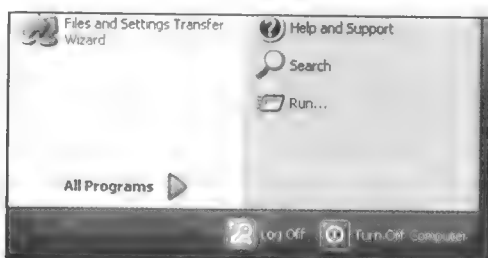 Files and Settings Transfer
Wizard
Help and Support
Search
Run...
All Programs
Log Off
Turn Off Computer